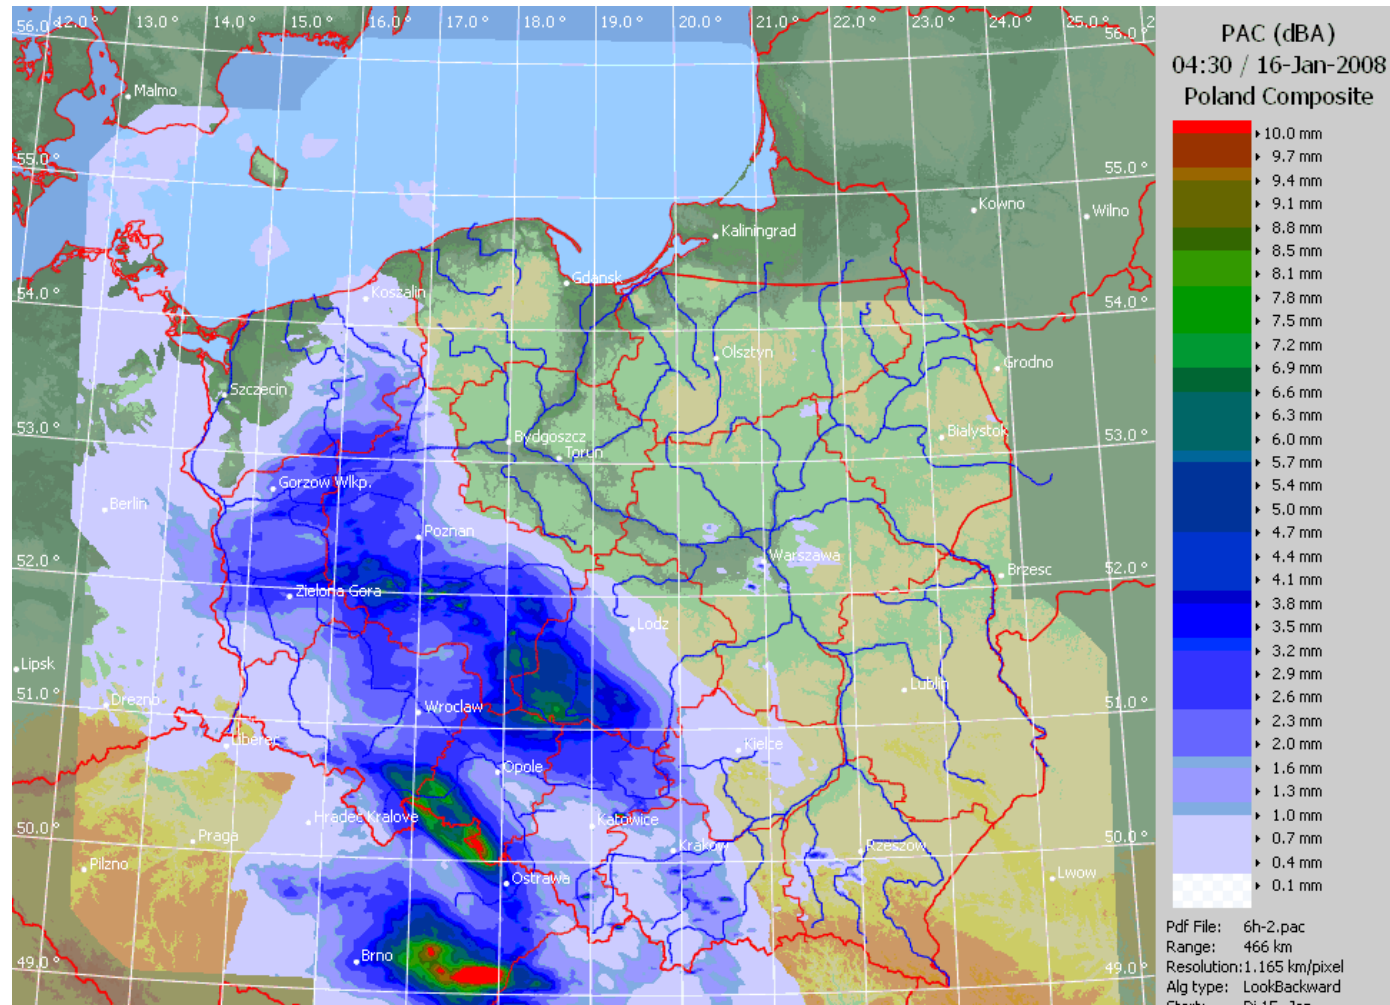 56.0 °
12.0 °
13.0 °
14.0 °
15.0 °
16.0 °
17.0 °
18.0 °
19.0 °
20.0 °
21.0 °
22.0 °
23.0 °
24.0 °
25.0 °
56.0 °
Malmo
55.0 °
55.0 °
Kowno
Wilno
Kaliningrad
Gdansk
Koszalin
54.0 °
54.0 °
Olsztyn
Grodno
Szczecin
53.0 °
Bydgoszcz
Torun
Bialystok
53.0 °
Gorzow Wlkp.
Berlin
Poznan
Warszawa
52.0 °
Brzesc
52.0 °
Zielona Gora
Lodz
Lipsk
51.0 °
Drezno
Wroclaw
Lublin
51.0 °
Liberec
Kielce
Opole
50.0 °
Hradec Kralove
Katowice
Praga
Krakow
Rzeszow
50.0 °
Pilzno
Ostrawa
Lwow
49.0 °
Brno
49.0 °
PAC (dBA)
04:30 / 16-Jan-2008
Poland Composite
10.0 mm
9.7 mm
9.4 mm
9.1 mm
8.8 mm
8.5 mm
8.1 mm
7.8 mm
7.5 mm
7.2 mm
6.9 mm
6.6 mm
6.3 mm
6.0 mm
5.7 mm
5.4 mm
5.0 mm
4.7 mm
4.4 mm
4.1 mm
3.8 mm
3.5 mm
3.2 mm
2.9 mm
2.6 mm
2.3 mm
2.0 mm
1.6 mm
1.3 mm
1.0 mm
0.7 mm
0.4 mm
0.1 mm
Pdf File: 6h-2.pac
Range: 466 km
Resolution:1.165 km/pixel
Alg type: LookBackward